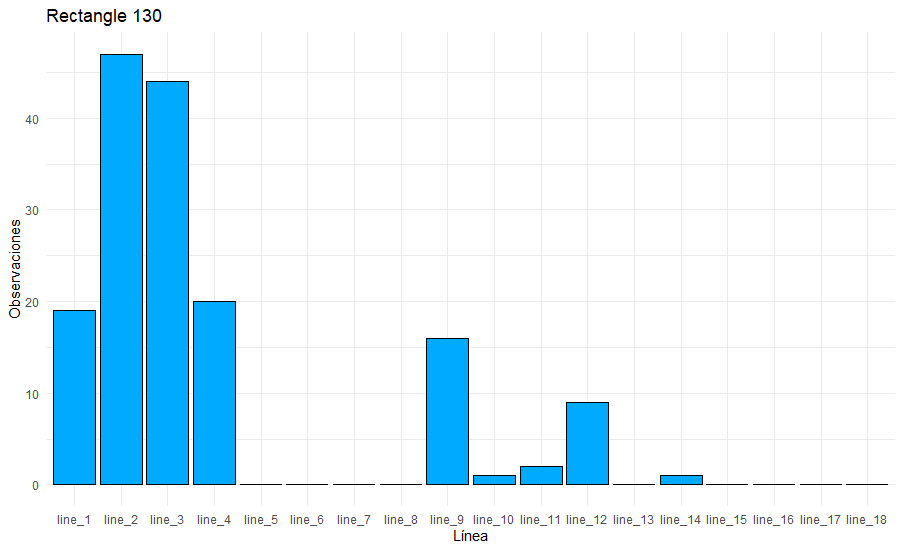 Rectangle 130
Observaciones
40
30
20
10
0
line_1 line_2 line_3 line_4 line_5 line_6 line_7 line_8 line_9 line_10 line_11 line_12 line_13 line_14 line_15 line_16 line_17 line_18
Línea